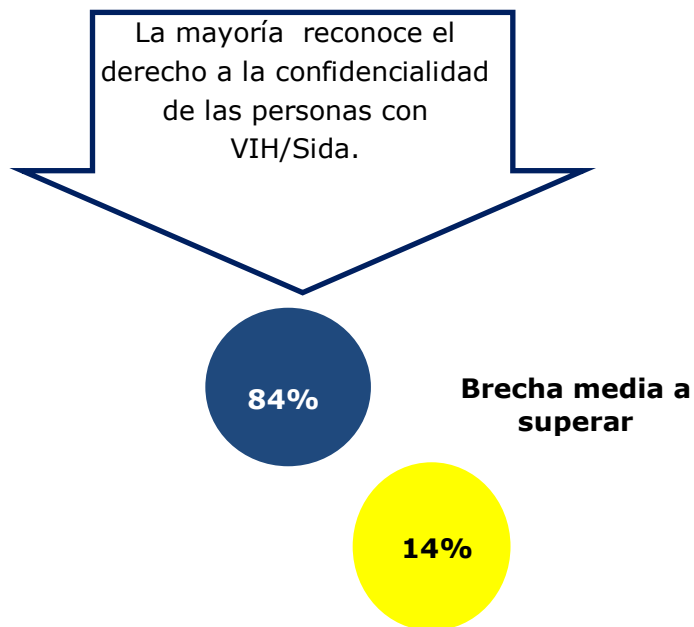 La mayoría reconoce el
derecho a la confidencialidad
de las personas con
VIH/Sida.
84%
Brecha media a
superar
14%